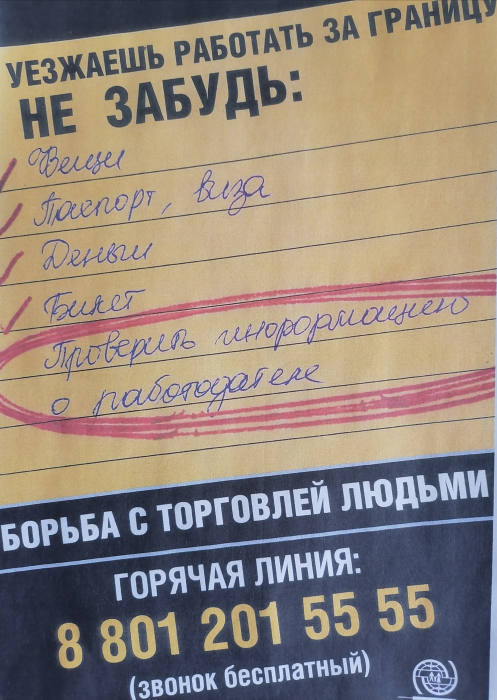 УЕЗЖАЕШЬ РАБОТАТЬ ЗА ГРАНИЦУ
НЕ ЗАБУДЬ:
Вещи
Паспорт, виза
Деньги
Билет
Проверить информацию
о работодателе
БОРЬБА С ТОРГОВЛЕЙ ЛЮДЬМИ
ГОРЯЧАЯ ЛИНИЯ:
8 801 201 55 55
(звонок бесплатный)